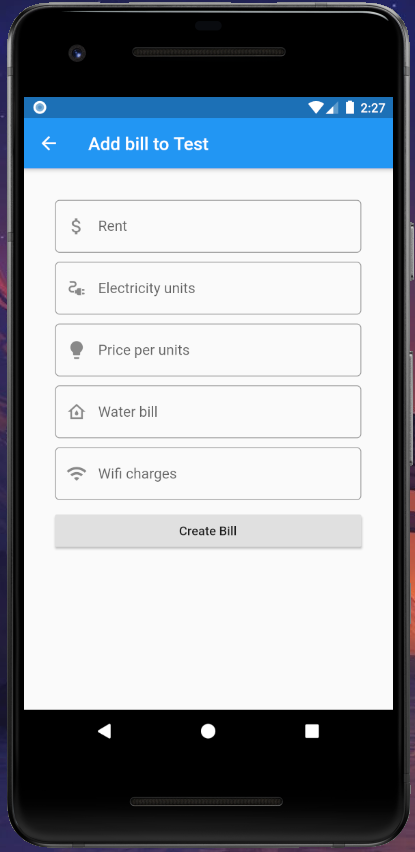 2:27
Add bill to Test
Rent
Electricity units
Price per units
Water bill
Wifi charges
Create Bill